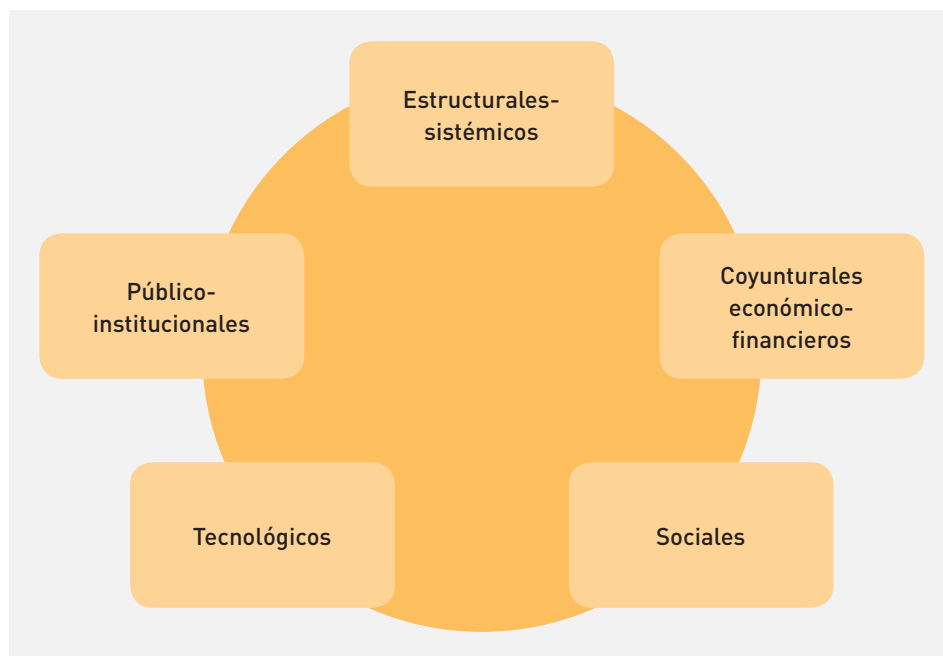 Estructurales-
sistémicos
Público-
institucionales
Coyunturales
económico-
financieros
Tecnológicos
Sociales